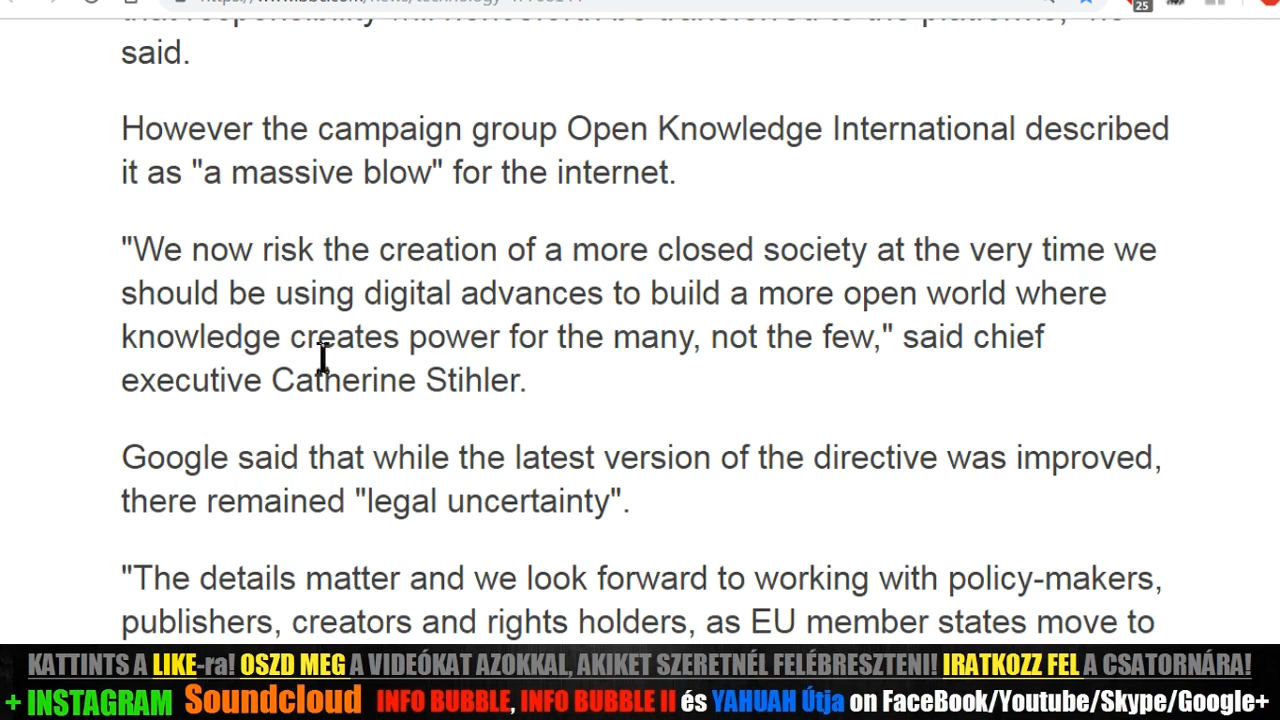 said.
However the campaign group Open Knowledge International described
it as "a massive blow" for the internet.
"We now risk the creation of a more closed society at the very time we
should be using digital advances to build a more open world where
knowledge creates power for the many, not the few," said chief
executive Catherine Stihler.
Google said that while the latest version of the directive was improved,
there remained "legal uncertainty".
"The details matter and we look forward to working with policy-makers,
publishers, creators and rights holders, as EU member states move to
KATTINTS A LIKE-ra! OSZD MEG A VIDEÓKAT AZOKKAL, AKIKET SZERETNÉL FELÉBRESZTENI! IRATKOZZ FEL A CSATORNÁRA!
+ INSTAGRAM Soundcloud INFO BUBBLE, INFO BUBBLE II és YAHUAH Útja on FaceBook/Youtube/Skype/Google+
25